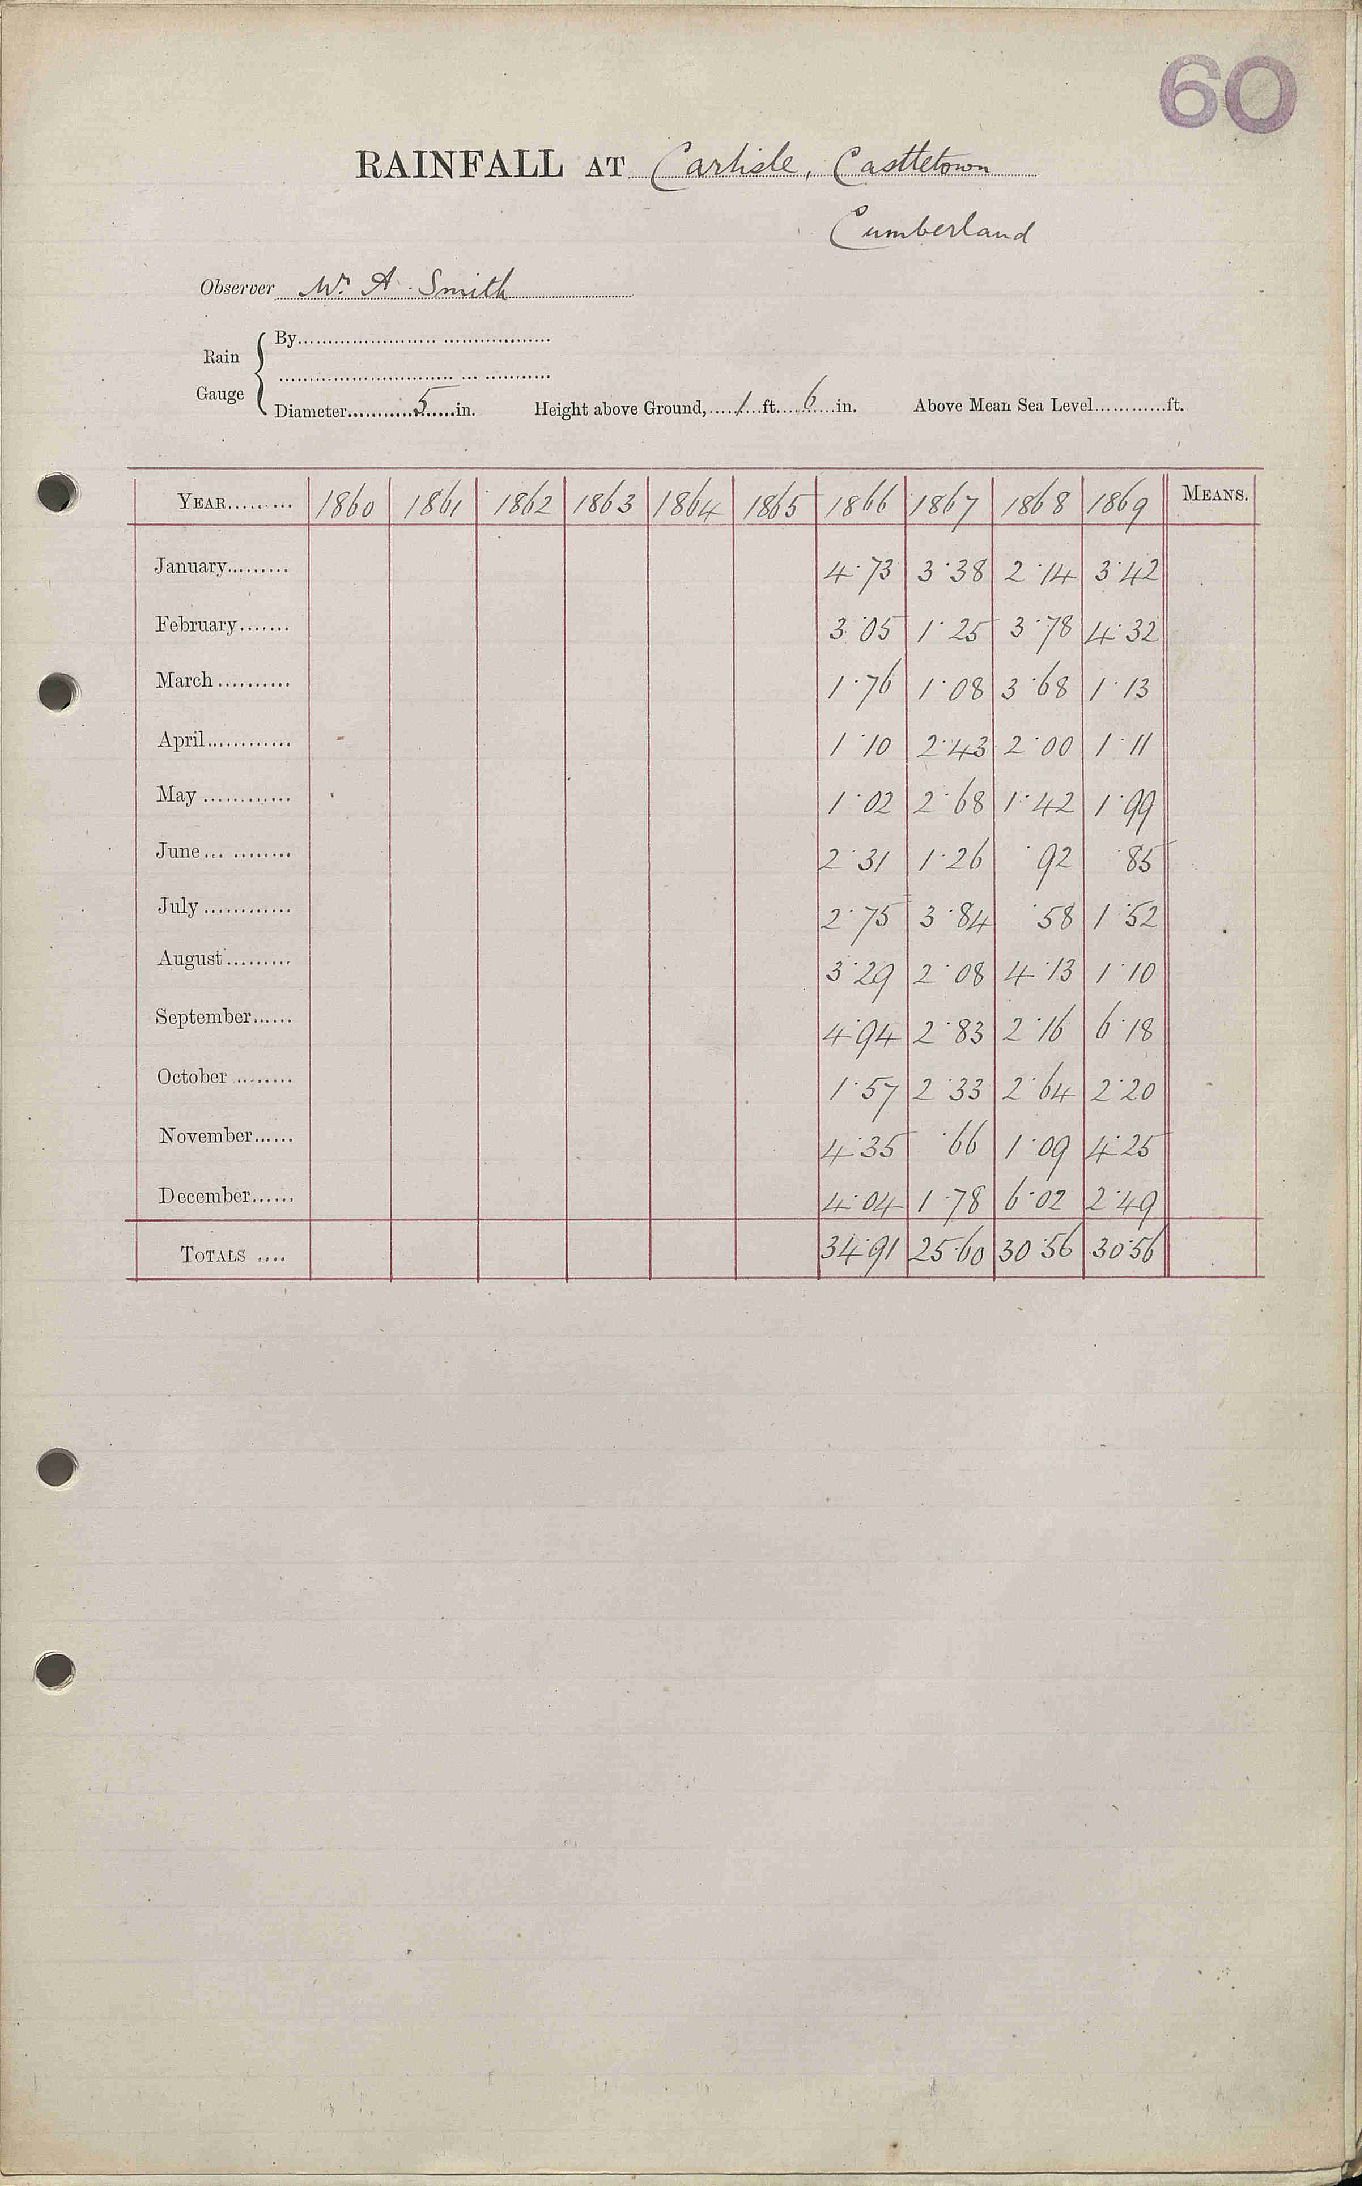 60
RAINFALL AT Carlisle, Castletown
Cumberland
Observer Mr. A. Smith
Rain Gauge { By
Diameter 5 in. Height above Ground, 1 ft. 6 in. Above Mean Sea Level ft.
YEAR 1860 1861 1862 1863 1864 1865 1866 1867 1868 1869 MEANS.
January 4.73 3.38 2.14 3.42
February 3.05 1.25 3.78 4.32
March 1.76 1.08 3.68 1.13
April 1.10 2.43 2.00 1.11
May 1.02 2.68 1.42 1.99
June 2.31 1.26 .92 .85
July 2.75 3.84 .58 1.52
August 3.29 2.08 4.13 1.10
September 4.94 2.83 2.16 6.18
October 1.57 2.33 2.64 2.20
November 4.35 .66 1.09 4.25
December 4.04 1.78 6.02 2.49
TOTALS 34.91 25.60 30.56 30.56